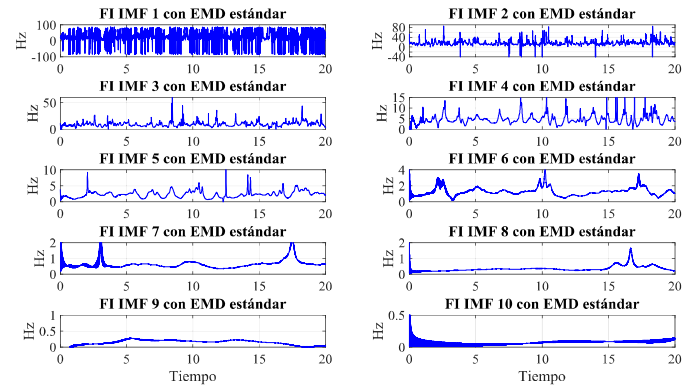 FI IMF 1 con EMD estándar
FI IMF 2 con EMD estándar
Hz
100
0
-100
0 5 10 15 20
Hz
80
40
0
-40
0 5 10 15 20
FI IMF 3 con EMD estándar
FI IMF 4 con EMD estándar
Hz
50
0
0 5 10 15 20
Hz
15
10
5
0
0 5 10 15 20
FI IMF 5 con EMD estándar
FI IMF 6 con EMD estándar
Hz
10
5
0
0 5 10 15 20
Hz
4
2
0
0 5 10 15 20
FI IMF 7 con EMD estándar
FI IMF 8 con EMD estándar
Hz
2
1
0
0 5 10 15 20
Hz
2
1
0
0 5 10 15 20
FI IMF 9 con EMD estándar
FI IMF 10 con EMD estándar
Hz
1
0.5
0
0 5 10 15 20
Hz
0.5
0
0 5 10 15 20
Tiempo
Tiempo